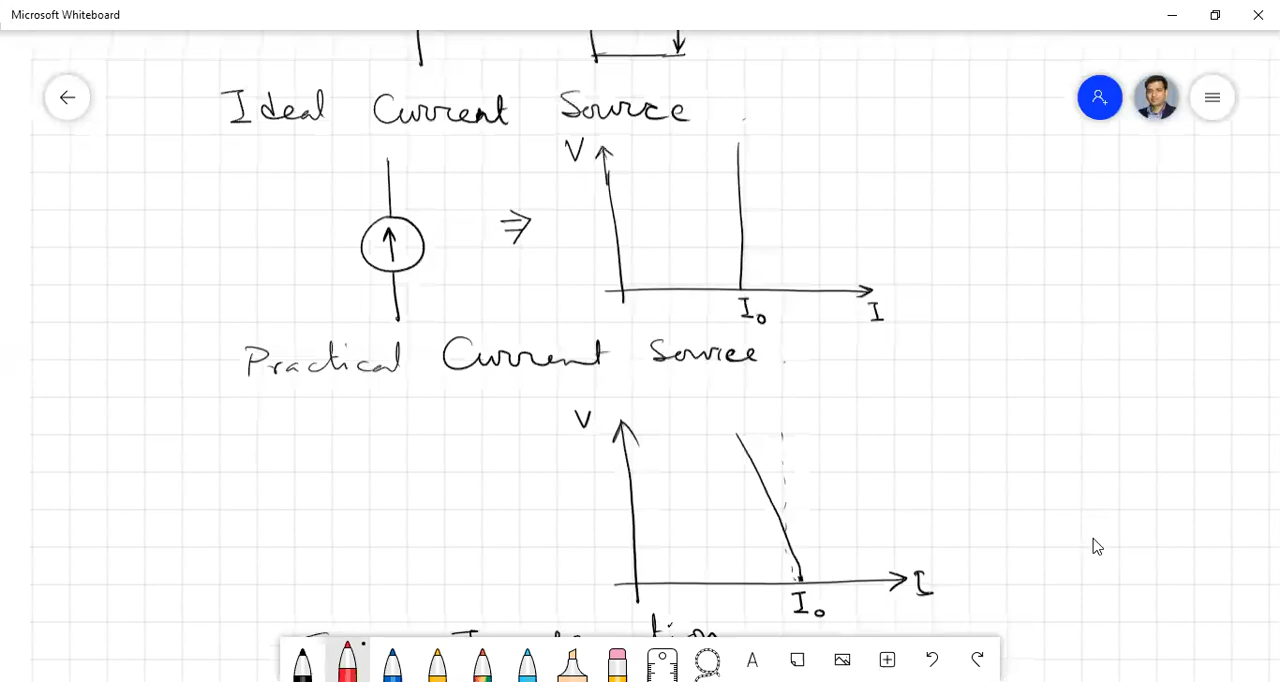 Microsoft Whiteboard
Ideal Current Source
V
I₀
I
Practical Current Source
V
I
I₀
A